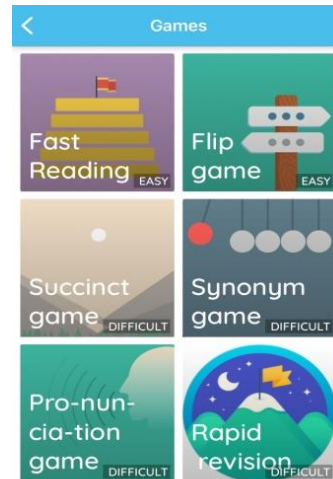 Games
Fast
Reading
EASY
Flip
game
EASY
Succinct
game
DIFFICULT
Synonym
game
DIFFICULT
Pro-nun-
cia-tion
game
DIFFICULT
Rapid
revision
DIFFICULT